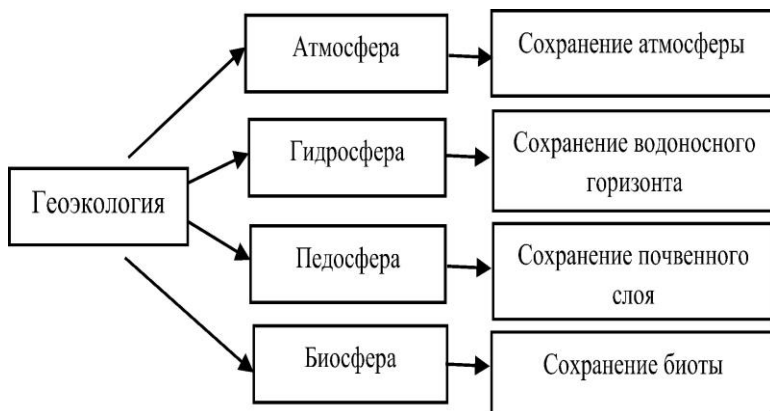 Геоэкология
Атмосфера
Сохранение атмосферы
Гидросфера
Сохранение водоносного
горизонта
Педосфера
Сохранение почвенного
слоя
Биосфера
Сохранение биоты